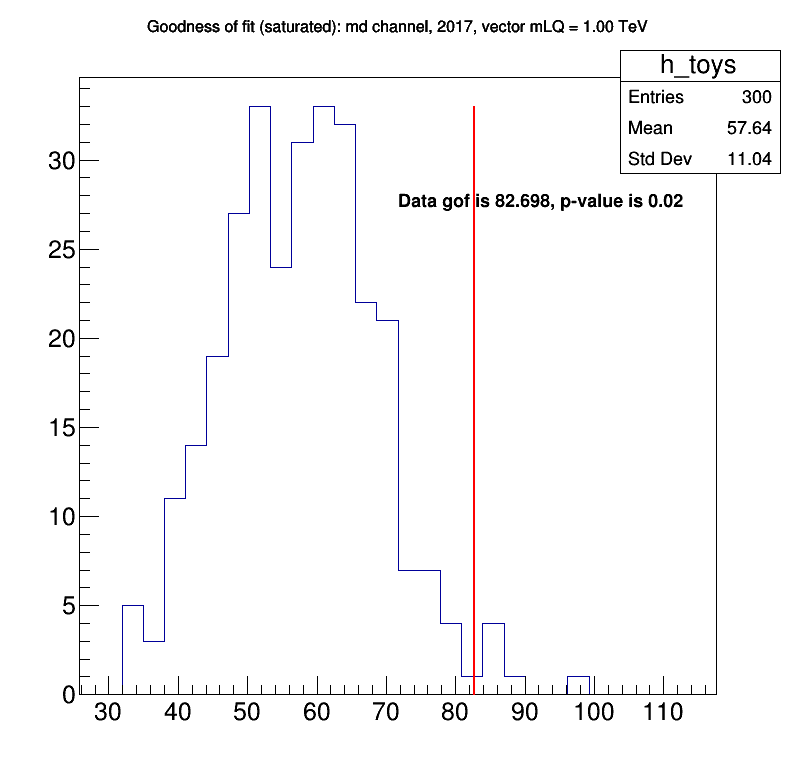 Goodness of fit (saturated): md channel, 2017, vector mLQ = 1.00 TeV
h_toys
Entries 300
Mean 57.64
Std Dev 11.04
Data gof is 82.698, p-value is 0.02
30
25
20
15
10
5
0
30 40 50 60 70 80 90 100 110